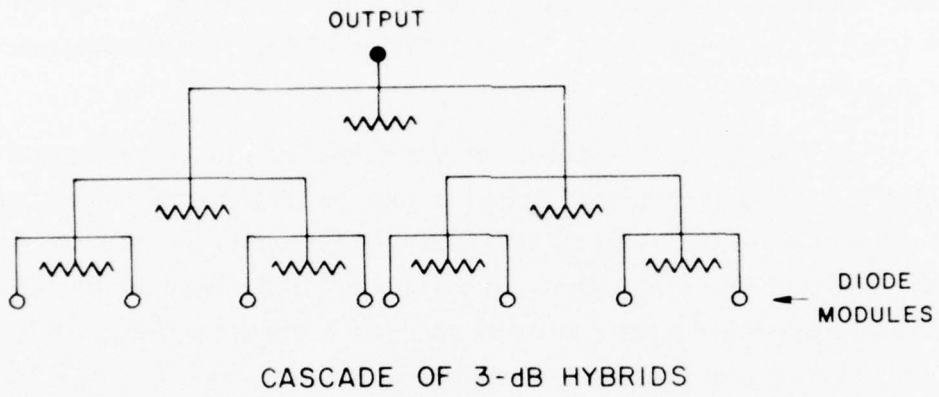 OUTPUT
DIODE
MODULES
CASCADE OF 3-dB HYBRIDS